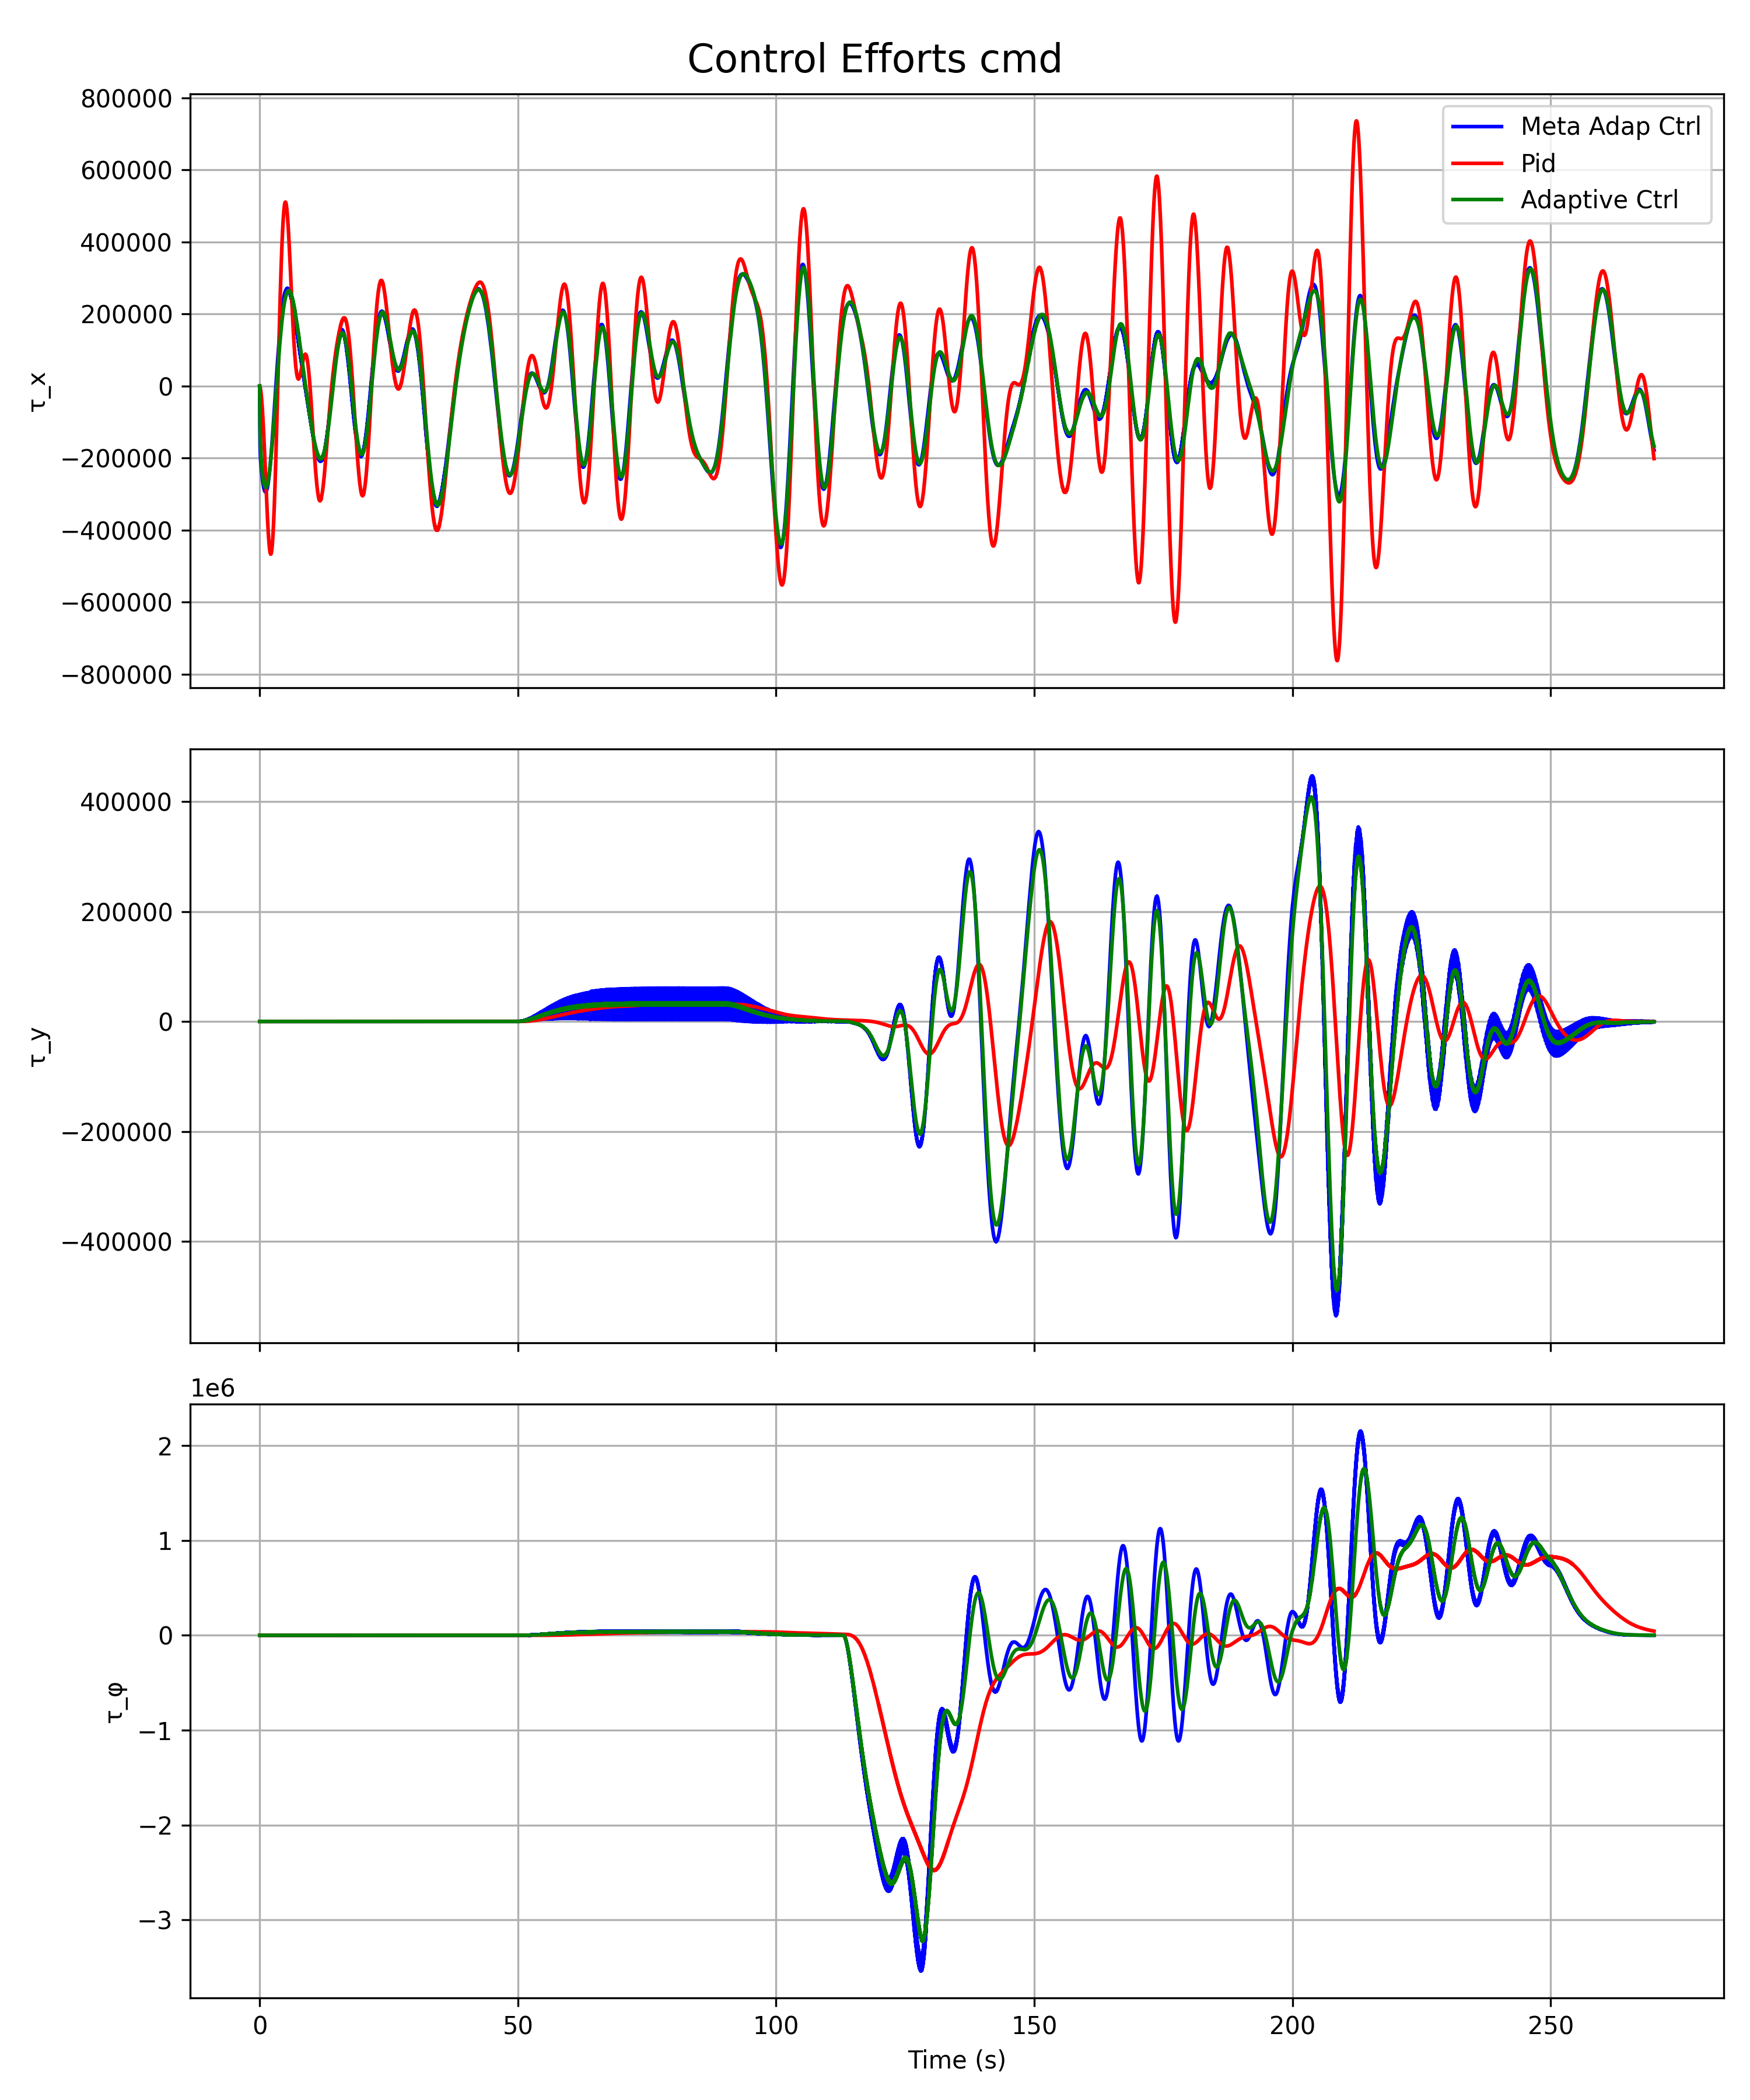 Control Efforts cmd
800000
600000
400000
200000
0
−200000
−400000
−600000
−800000
τ_x
Meta Adap Ctrl
Pid
Adaptive Ctrl
400000
200000
0
−200000
−400000
τ_y
1e6
2
1
0
−1
−2
−3
τ_φ
0 50 100 150 200 250
Time (s)